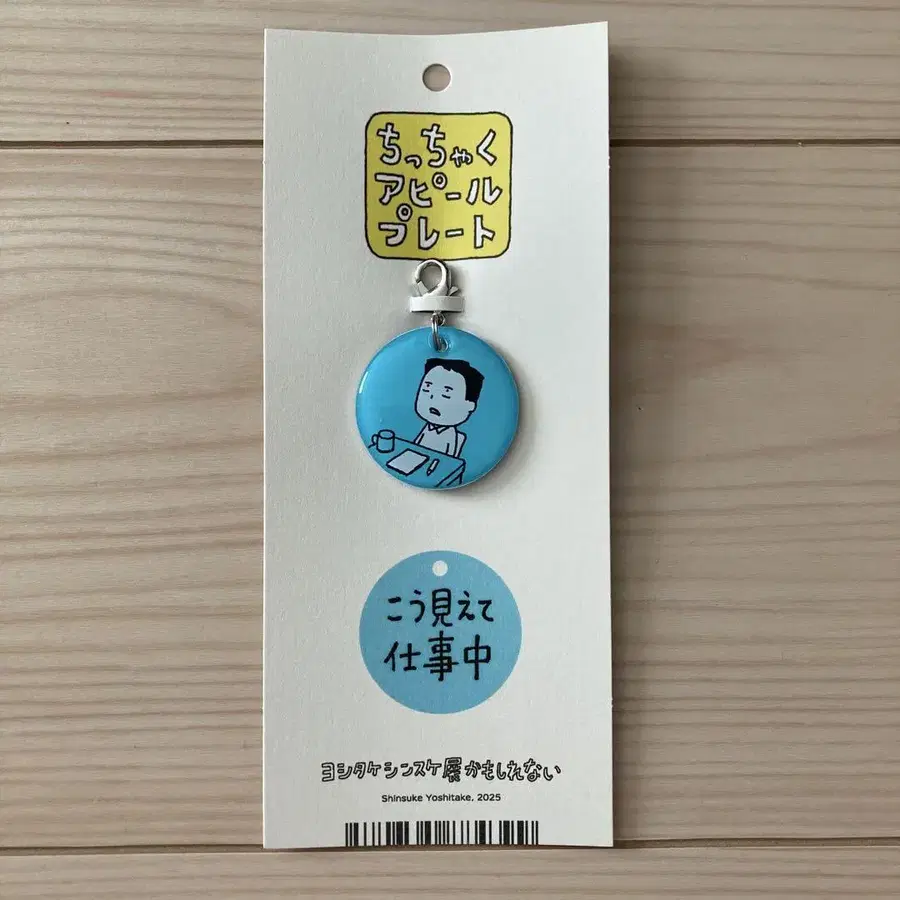 ちっちゃく
アピール
プレート
こう見えて
仕事中
ヨシタケシンスケ展かもしれない
Shinsuke Yoshitake, 2025